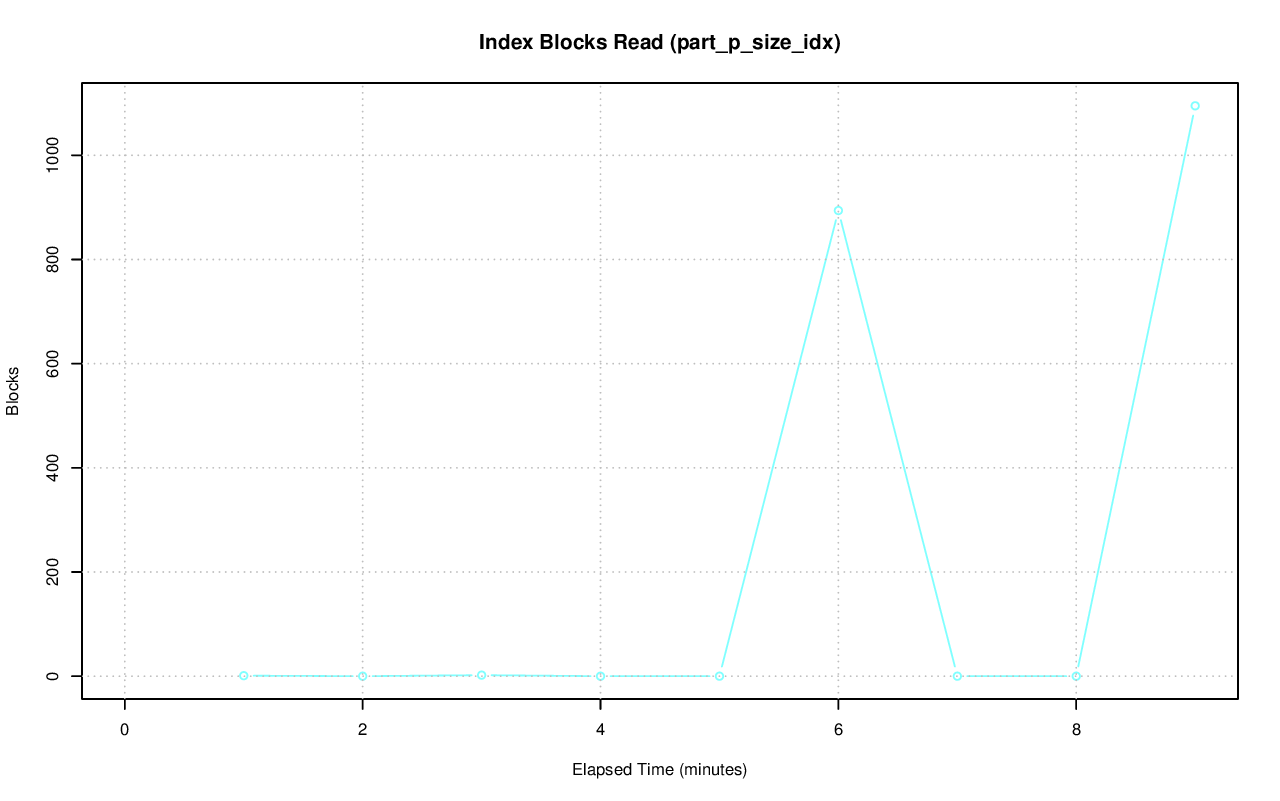 Index Blocks Read (part_p_size_idx)
Blocks
1000
800
600
400
200
0
0 2 4 6 8
Elapsed Time (minutes)